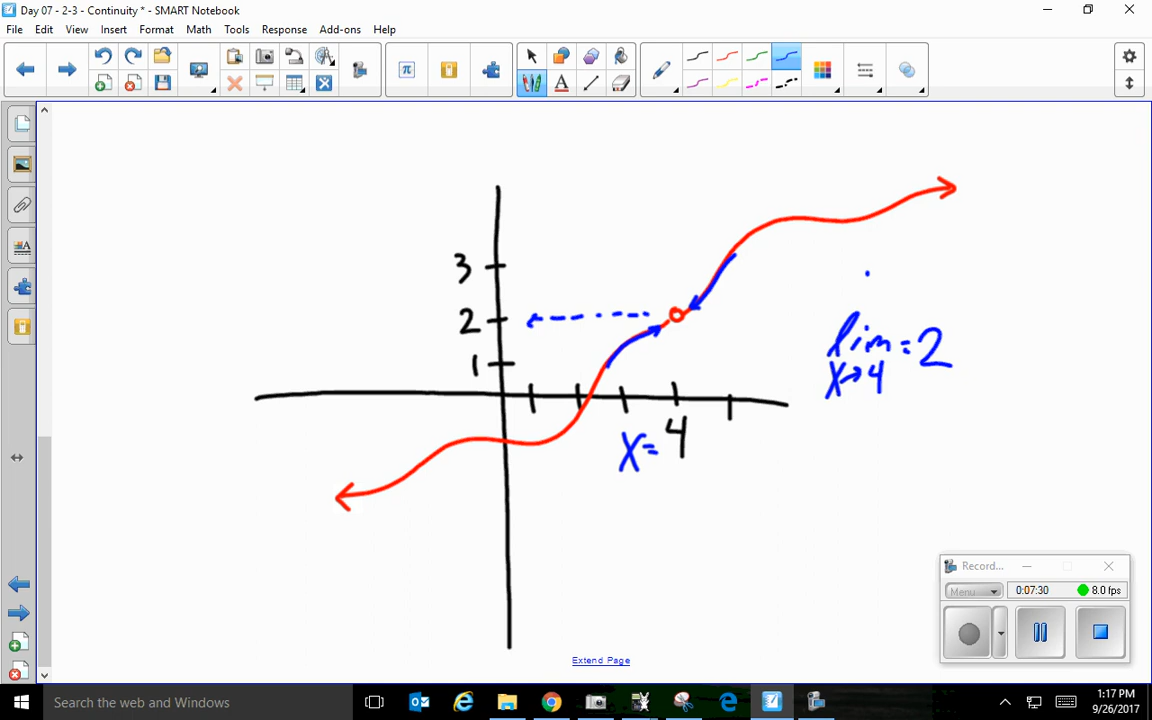 Day 07 - 2-3 - Continuity * - SMART Notebook
File Edit View Insert Format Math Tools Response Add-ons Help
π A
3
2
1
x = 4
lim = 2
x→4
Record...
Menu 0:07:30 8.0 fps
Extend Page
Search the web and Windows
1:17 PM
9/26/2017